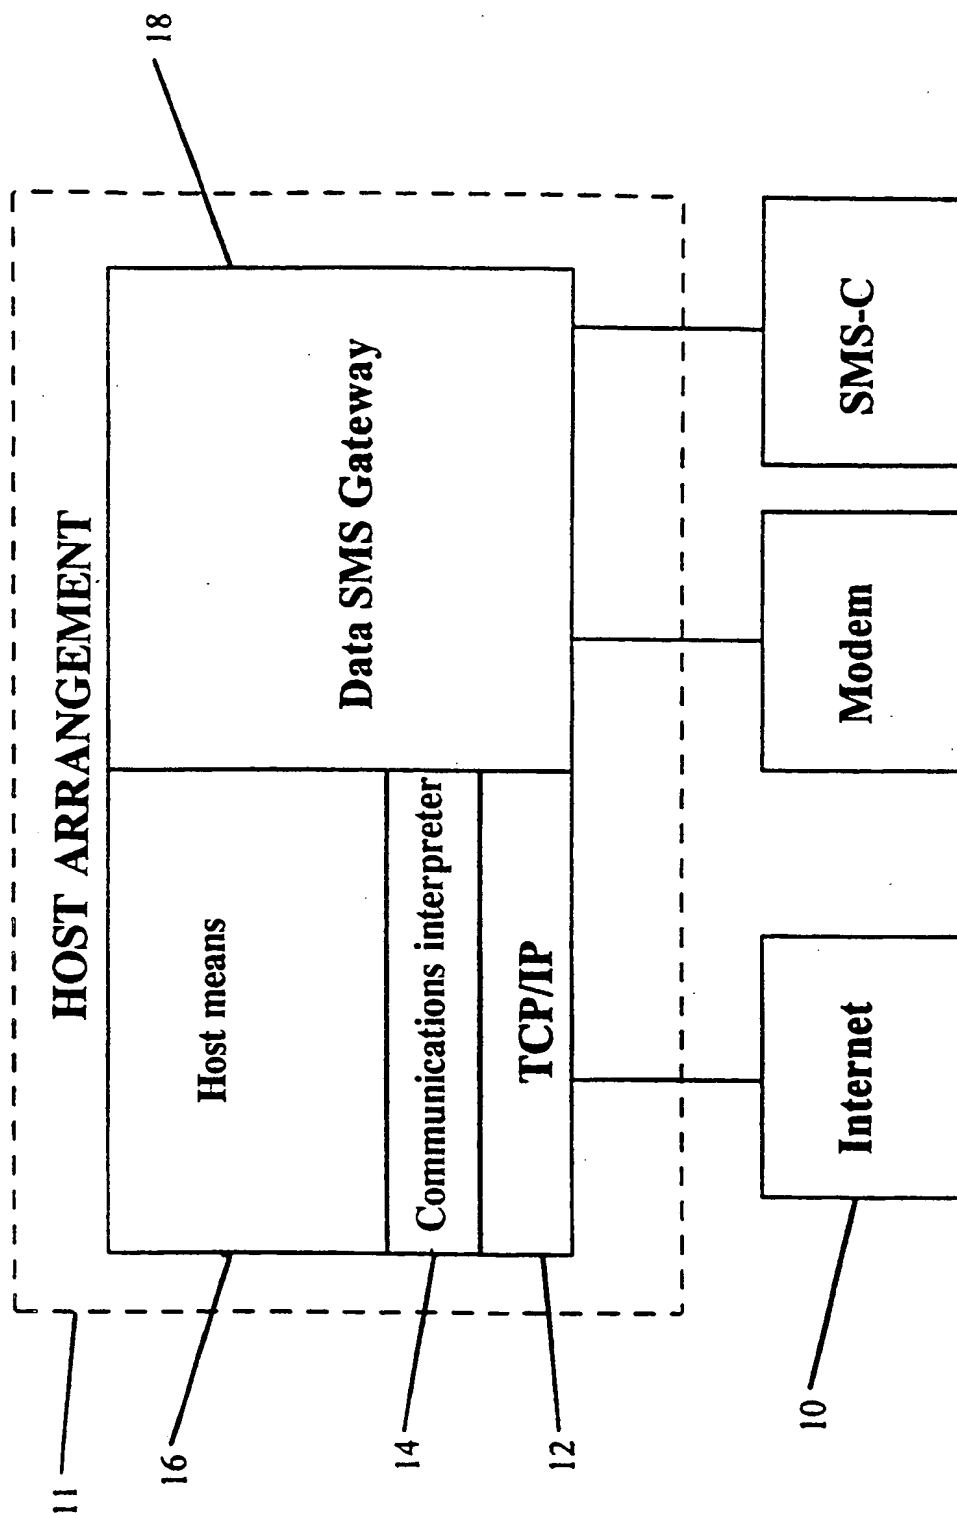 HOST ARRANGEMENT
11
16
Host means
14
Communications interpreter
12
TCP/IP
Data SMS Gateway
18
10
Internet
Modem
SMS-C